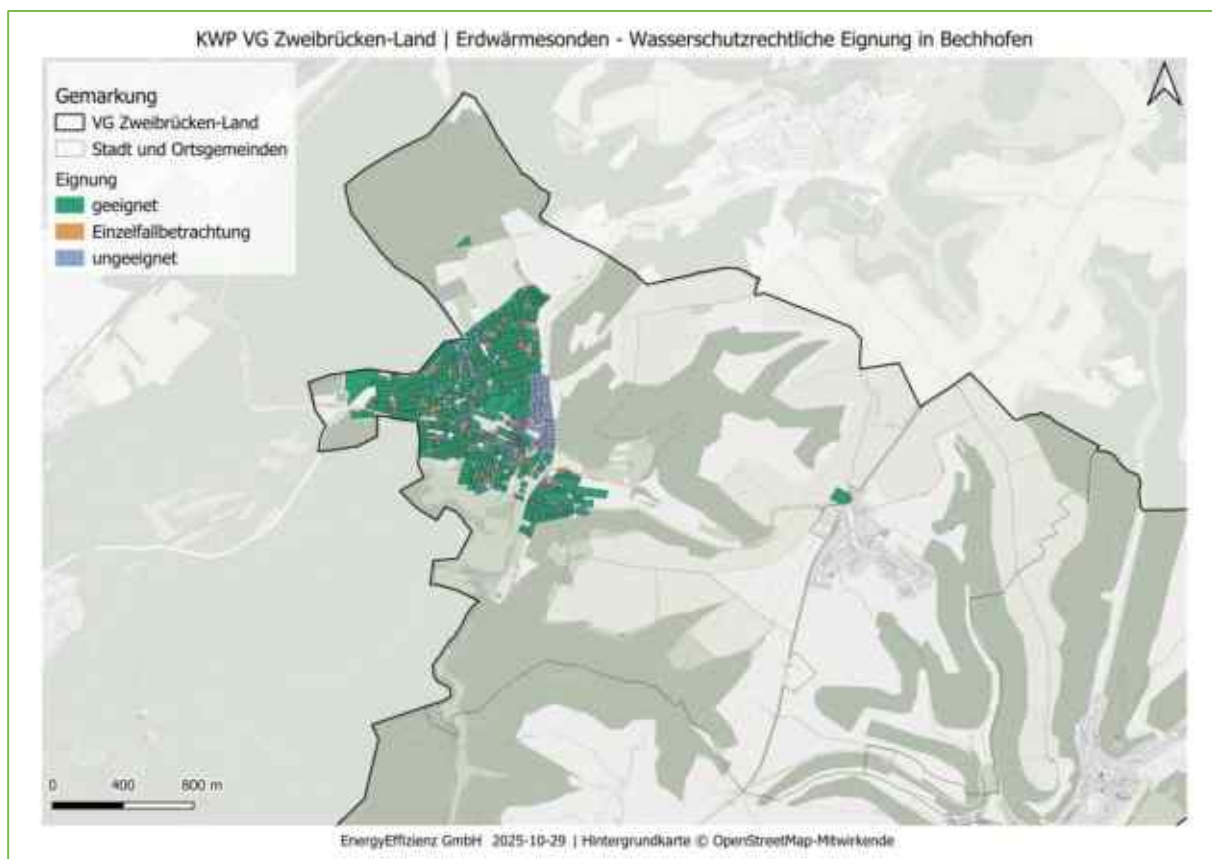 KWP VG Zweibrücken-Land | Erdwärmesonden - Wasserschutzrechtliche Eignung in Bechhofen
Gemarkung
VG Zweibrücken-Land
Stadt und Ortsgemeinden
Eignung
geeignet
Einzelfallbetrachtung
ungeeignet
0 400 800 m
EnergyEffizienz GmbH 2025-10-29 | Hintergrundkarte © OpenStreetMap-Mitwirkende